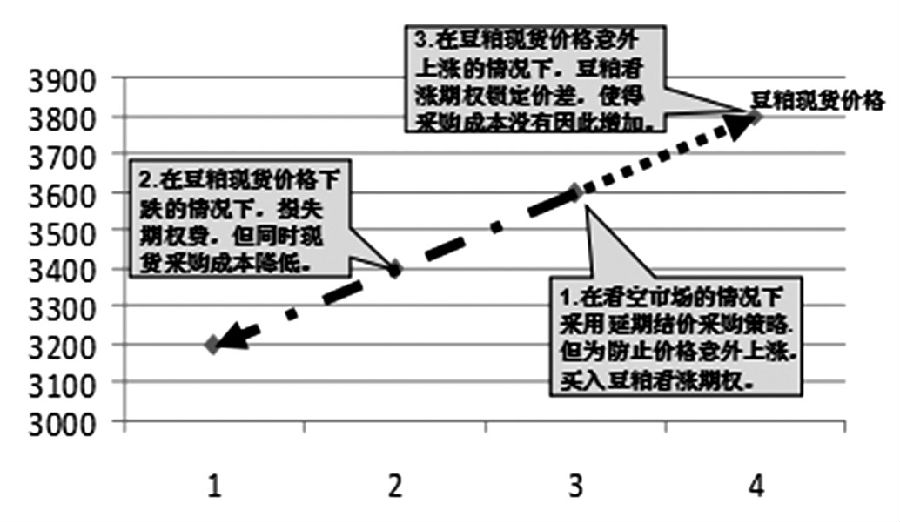 3.在豆粕现货价格意外
上涨的情况下，豆粕看
涨期权锁定价差，使得
采购成本没有因此增加。
豆粕现货价格
2.在豆粕现货价格下
跌的情况下，损失
期权费，但同时现
货采购成本降低。
1.在看空市场的情况下
采用延期结价采购策略.
但为防止价格意外上涨，
买入豆粕看涨期权。
3900
3800
3700
3600
3500
3400
3300
3200
3100
3000
1 2 3 4